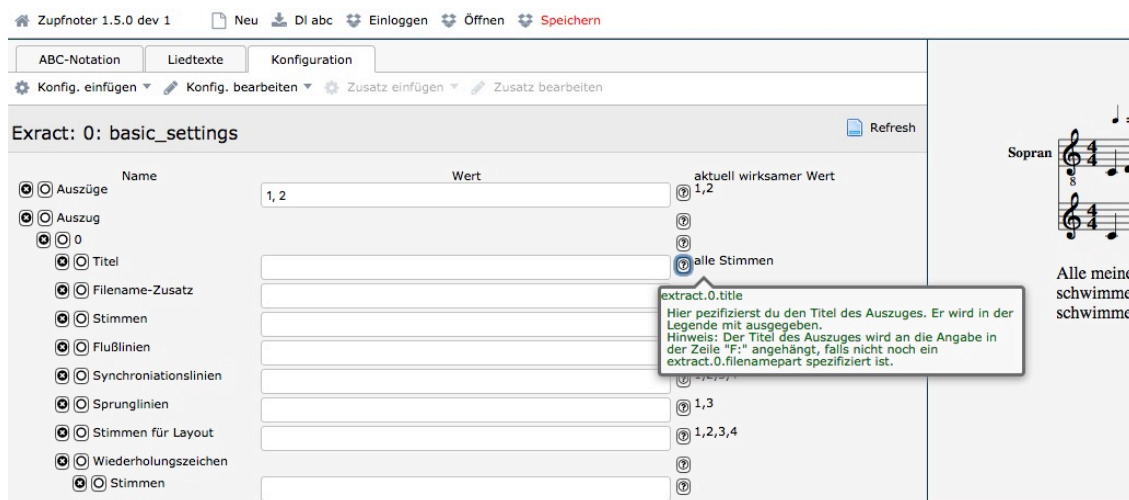 Zupfnoter 1.5.0 dev 1 Neu Dl abc Einloggen Öffnen Speichern
ABC-Notation Liedtexte Konfiguration
Konfig. einfügen Konfig. bearbeiten Zusatz einfügen Zusatz bearbeiten
Exract: 0: basic_settings Refresh
Name Wert aktuell wirksamer Wert
Auszüge 1, 2 1,2
Auszug
0
Titel alle Stimmen
Filename-Zusatz
Stimmen
Flußlinien
Synchroniationslinien
Sprunglinien 1,3
Stimmen für Layout 1,2,3,4
Wiederholungszeichen
Stimmen
extract.0.title
Hier pezifizierst du den Titel des Auszuges. Er wird in der
Legende mit ausgegeben.
Hinweis: Der Titel des Auszuges wird an die Angabe in
der Zeile "F:" angehängt, falls nicht noch ein
extract.0.filenamepart spezifiziert ist.
Sopran
8
Alle meine
schwimme
schwimme